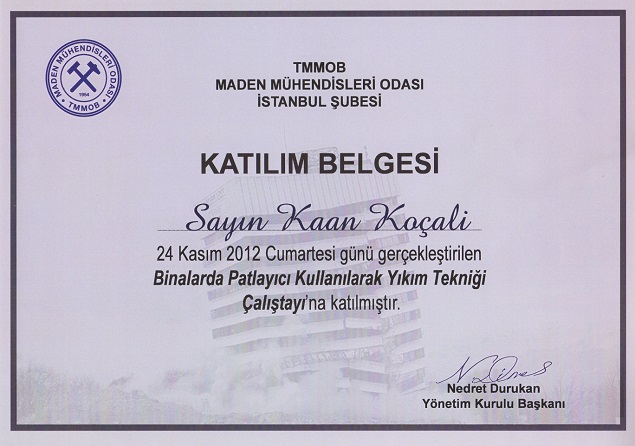 MADEN MÜHENDİSLERİ ODASI
1954
TMMOB
TMMOB
MADEN MÜHENDİSLERİ ODASI
İSTANBUL ŞUBESİ
KATILIM BELGESİ
Sayın Kaan Koçali
24 Kasım 2012 Cumartesi günü gerçekleştirilen
Binalarda Patlayıcı Kullanılarak Yıkım Tekniği
Çalıştayı'na katılmıştır.
Nedret Durukan
Yönetim Kurulu Başkanı